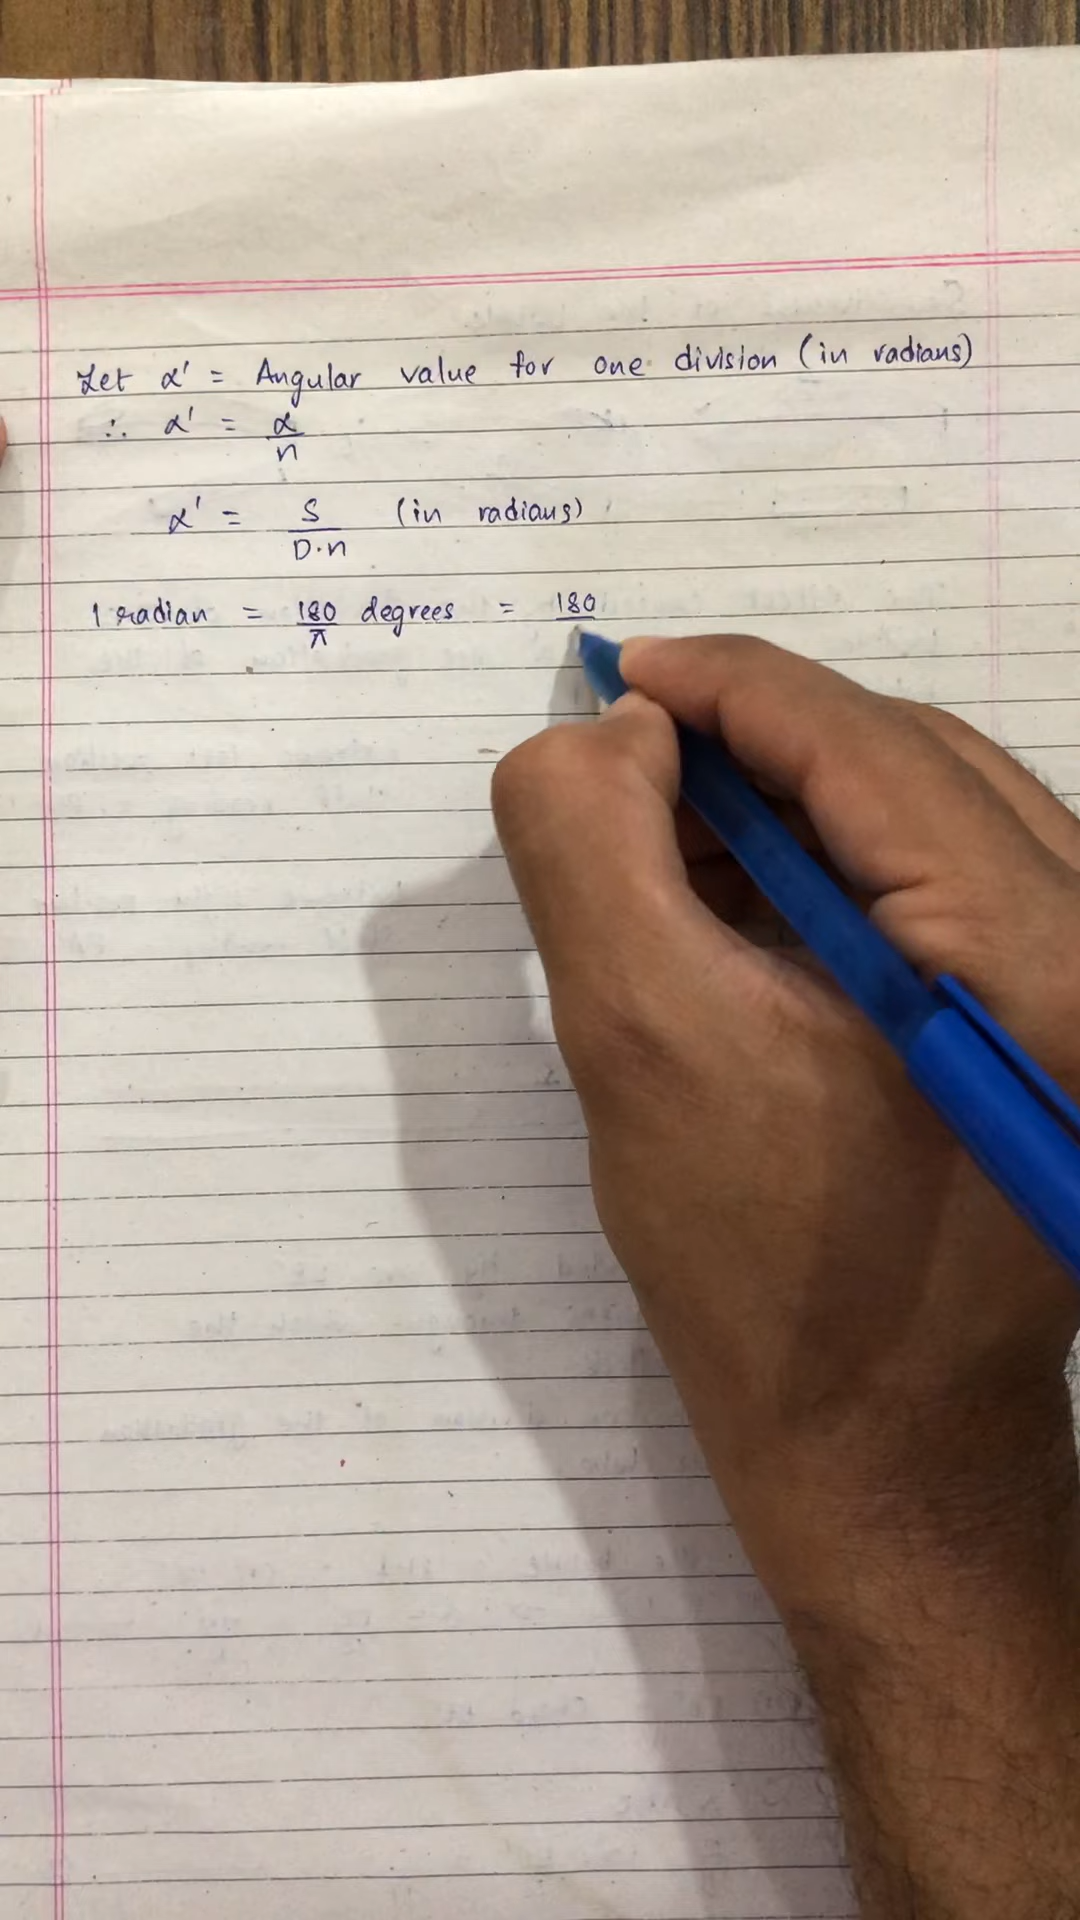 Let α' = Angular value for one division (in radians)
∴ α' = α/n
α' = S/D·n (in radians)
1 radian = 180/π degrees = 180